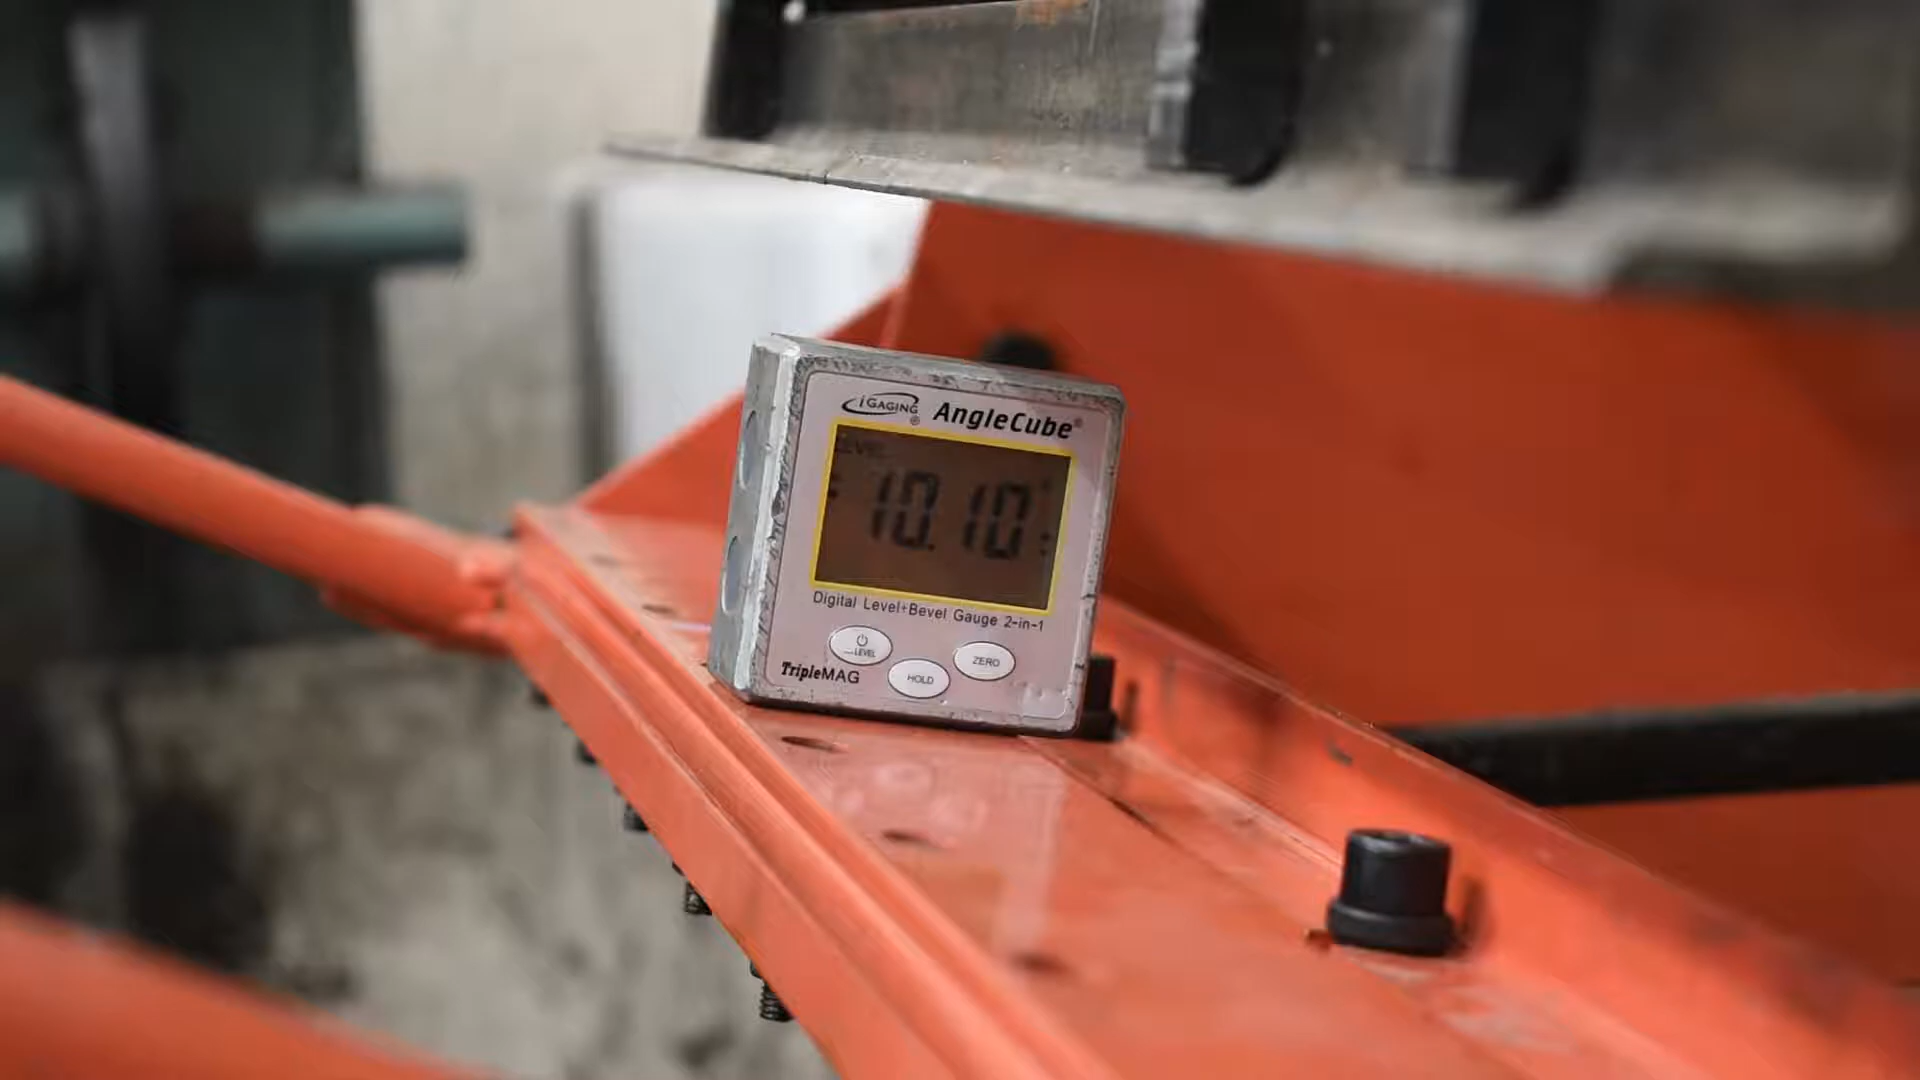 iGAGING® AngleCube®
LEVEL
10.10°
Digital Level+Bevel Gauge 2-in-1
LEVEL
ZERO
HOLD
TripleMAG